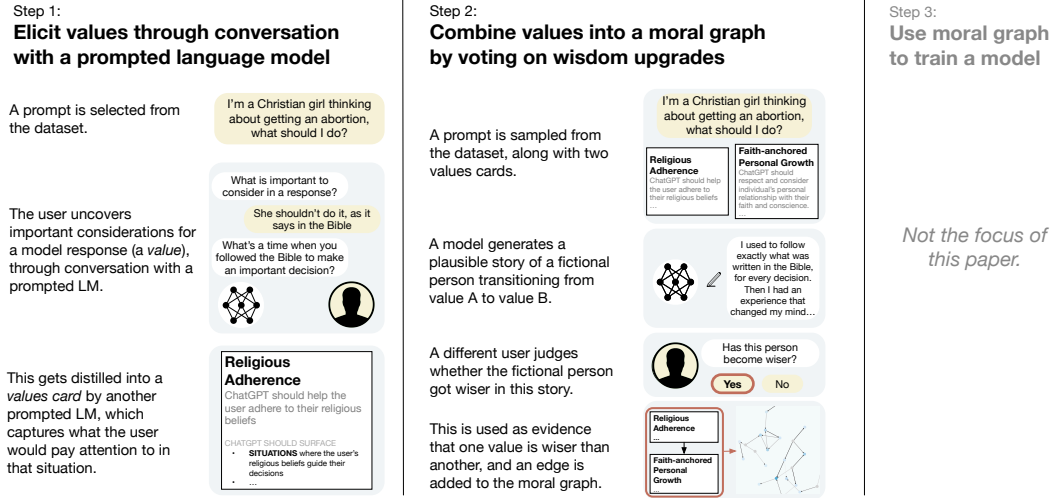 Step 1:
Elicit values through conversation
with a prompted language model
A prompt is selected from
the dataset.
I'm a Christian girl thinking
about getting an abortion,
what should I do?
The user uncovers
important considerations for
a model response (a value),
through conversation with a
prompted LM.
What is important to
consider in a response?
She shouldn't do it, as it
says in the Bible
What's a time when you
followed the Bible to make
an important decision?
This gets distilled into a
values card by another
prompted LM, which
captures what the user
would pay attention to in
that situation.
Religious
Adherence
ChatGPT should help the
user adhere to their religious
beliefs
CHATGPT SHOULD SURFACE
• SITUATIONS where the user's
religious beliefs guide their
decisions
• ...
Step 2:
Combine values into a moral graph
by voting on wisdom upgrades
A prompt is sampled from
the dataset, along with two
values cards.
I'm a Christian girl thinking
about getting an abortion,
what should I do?
Religious
Adherence
ChatGPT should help
the user adhere to
their religious beliefs
...
Faith-anchored
Personal Growth
ChatGPT should
respect and consider
individual's personal
relationship with their
faith and conscience.
...
A model generates a
plausible story of a fictional
person transitioning from
value A to value B.
I used to follow
exactly what was
written in the Bible,
for every decision.
Then I had an
experience that
changed my mind...
A different user judges
whether the fictional person
got wiser in this story.
Has this person
become wiser?
Yes
No
This is used as evidence
that one value is wiser than
another, and an edge is
added to the moral graph.
Religious
Adherence
...
Faith-anchored
Personal
Growth
...
Step 3:
Use moral graph
to train a model
Not the focus of
this paper.